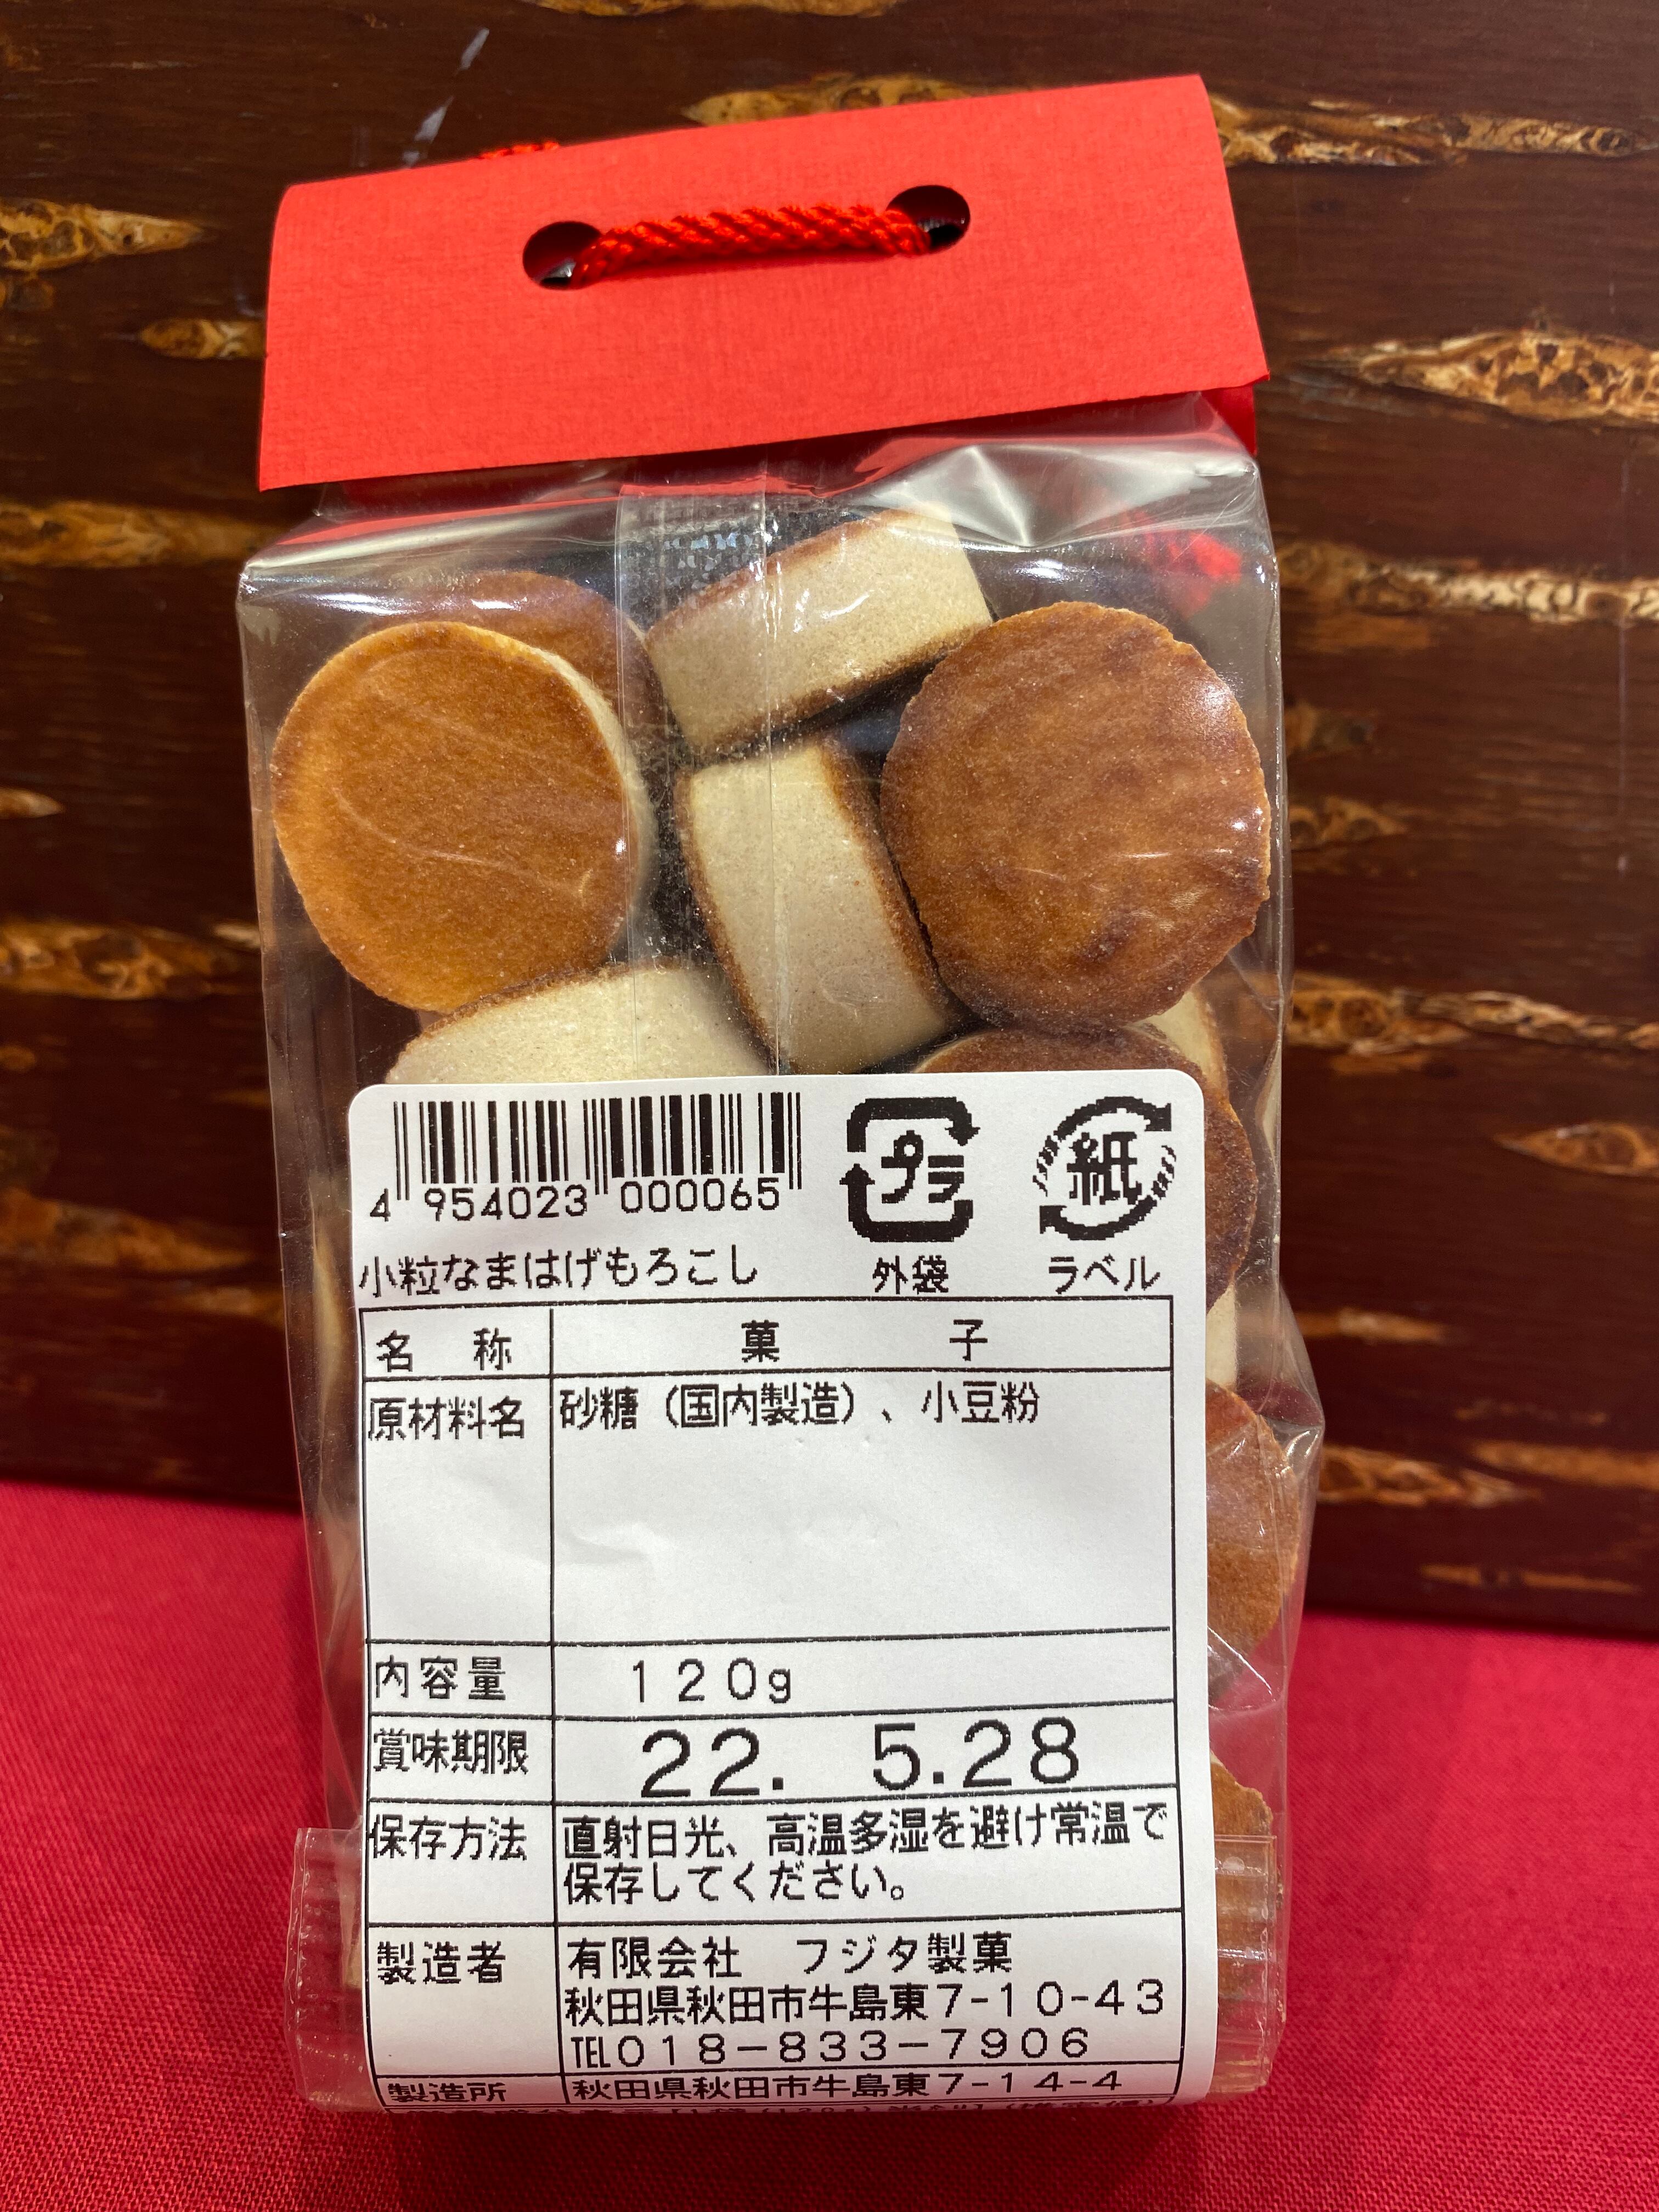 4 954023 000065
プラ
紙
外袋
ラベル
小粒なまはげもろこし
名 称 菓 子
原材料名 砂糖（国内製造）、小豆粉
内容量 120g
賞味期限 22. 5.28
保存方法 直射日光、高温多湿を避け常温で
保存してください。
製造者 有限会社 フジタ製菓
秋田県秋田市牛島東7-10-43
TEL018-833-7906
製造所 秋田県秋田市牛島東7-14-4